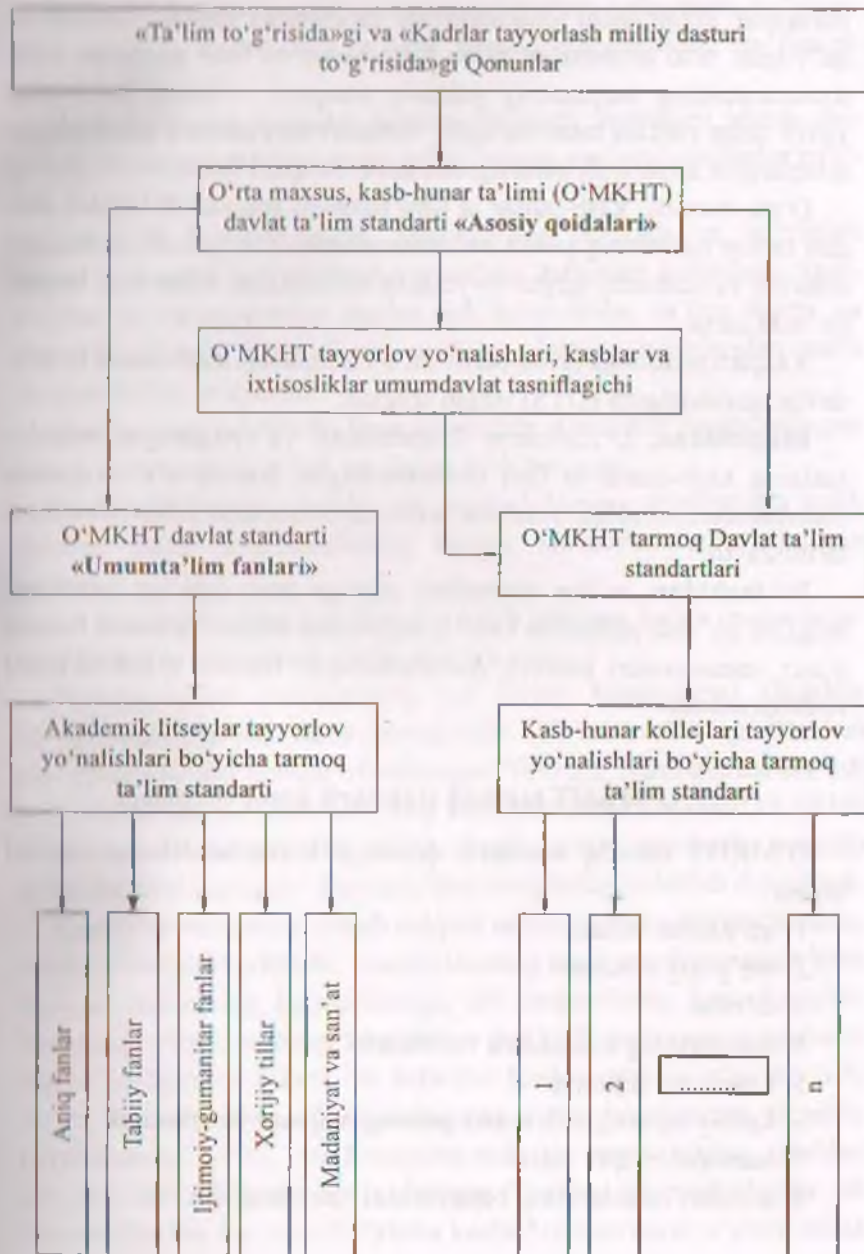 «Ta’lim to‘g‘risida»gi va «Kadrlar tayyorlash milliy dasturi
to‘g‘risida»gi Qonunlar
O‘rta maxsus, kasb-hunar ta’limi (O‘MKHT)
davlat ta’lim standarti «Asosiy qoidalari»
O‘MKHT tayyorlov yo‘nalishlari, kasblar va
ixtisosliklar umumdavlat tasniflagichi
O‘MKHT davlat standarti
«Umumta’lim fanlari»
O‘MKHT tarmoq Davlat ta’lim
standartlari
Akademik litseylar tayyorlov
yo‘nalishlari bo‘yicha tarmoq
ta’lim standarti
Kasb-hunar kollejlari tayyorlov
yo‘nalishlari bo‘yicha tarmoq
ta’lim standarti
Aniq fanlar
Tabiiy fanlar
Ijtimoiy-gumanitar fanlar
Xorijiy tillar
Madaniyat va san’at
1
2
..............
n